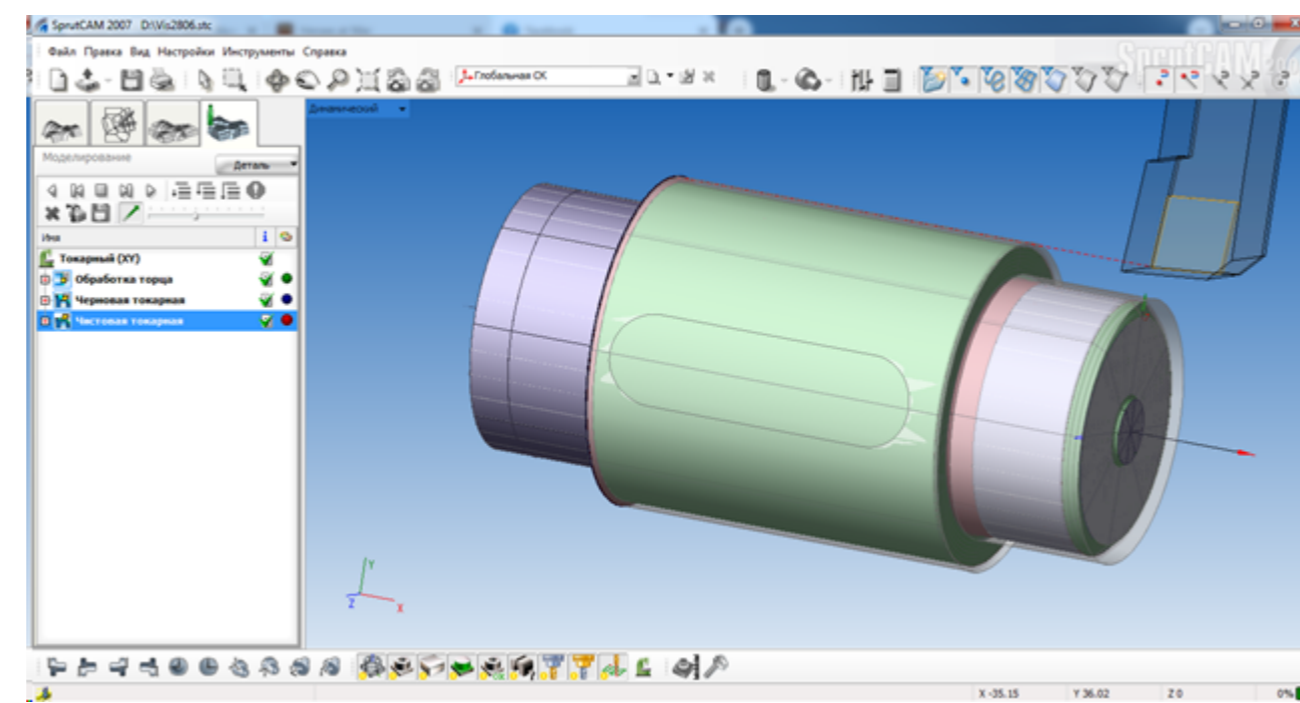 SprutCAM 2007 D:\Vis2806.stc
Файл Правка Вид Настройки Инструменты Справка
SprutCAM
Глобальная СК
Динамический
Моделирование
Деталь
Имя
Токарный (XY)
Обработка торца
Черновая токарная
Чистовая токарная
Y
Z
X
X -35.15 Y 36.02 Z 0 0%